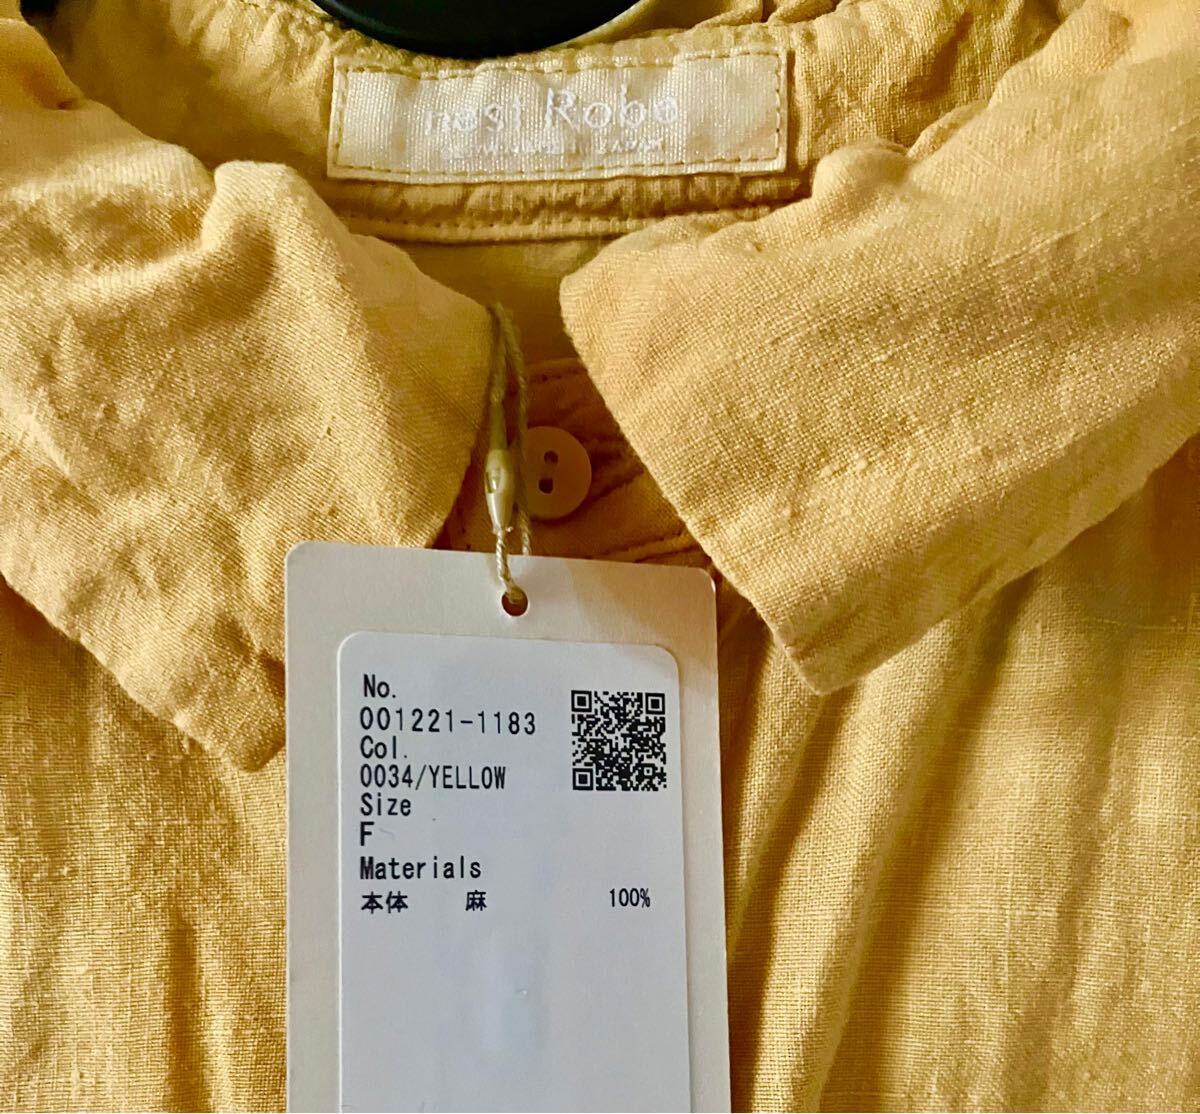 nest Robe
No.
001221-1183
Col.
0034/YELLOW
Size
F
Materials
本体 麻 100%